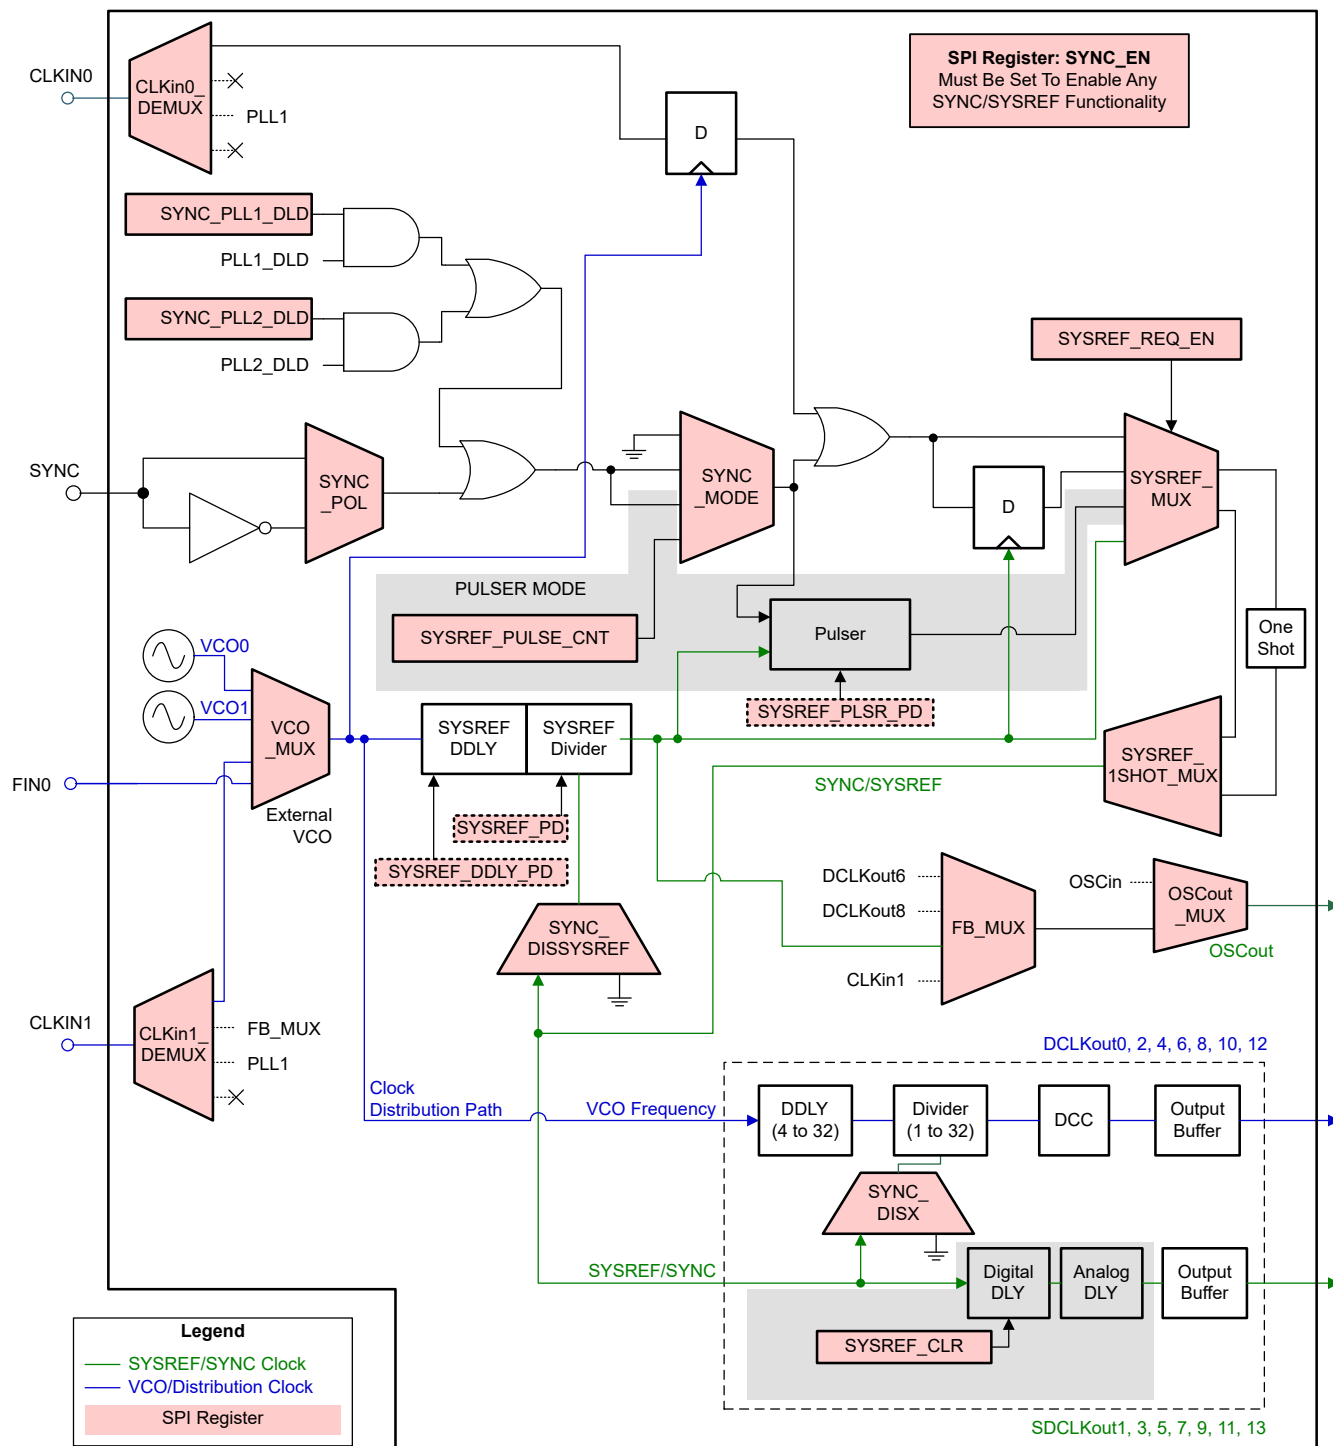 SPI Register: SYNC_EN
Must Be Set To Enable Any
SYNC/SYSREF Functionality
CLKIN0
CLKin0_
DEMUX
PLL1
D
SYNC_PLL1_DLD
PLL1_DLD
SYNC_PLL2_DLD
PLL2_DLD
SYSREF_REQ_EN
SYNC
SYNC
_POL
SYNC
_MODE
D
SYSREF_
MUX
PULSER MODE
SYSREF_PULSE_CNT
Pulser
One
Shot
VCO0
VCO1
VCO
_MUX
SYSREF
DDLY
SYSREF
Divider
SYSREF_PLSR_PD
SYSREF_
1SHOT_MUX
FIN0
External
VCO
SYNC/SYSREF
SYSREF_PD
SYSREF_DDLY_PD
DCLKout6
DCLKout8
CLKin1
FB_MUX
OSCin
OSCout
_MUX
OSCout
SYNC_
DISSYSREF
CLKIN1
CLKin1_
DEMUX
FB_MUX
PLL1
DCLKout0, 2, 4, 6, 8, 10, 12
Clock
Distribution Path
VCO Frequency
DDLY
(4 to 32)
Divider
(1 to 32)
DCC
Output
Buffer
SYNC_
DISX
SYSREF/SYNC
Digital
DLY
Analog
DLY
Output
Buffer
SYSREF_CLR
SDCLKout1, 3, 5, 7, 9, 11, 13
Legend
SYSREF/SYNC Clock
VCO/Distribution Clock
SPI Register